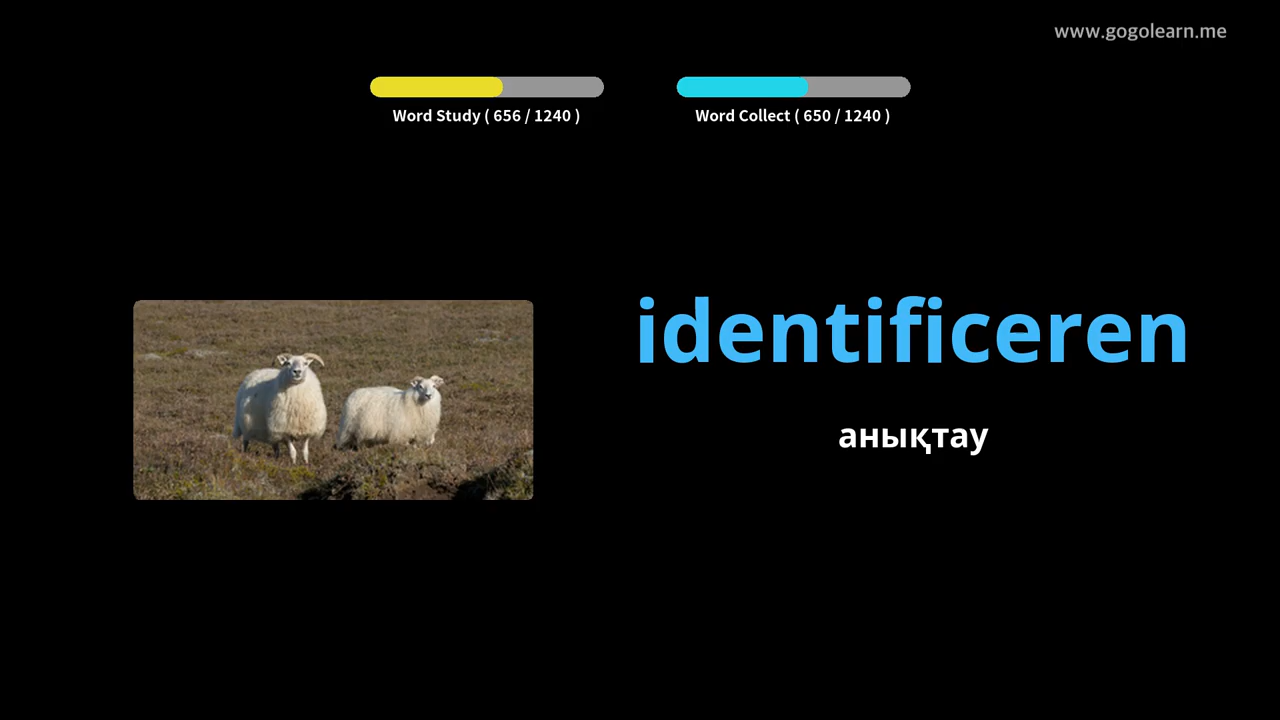 www.gogolearn.me
Word Study ( 656 / 1240 )
Word Collect ( 650 / 1240 )
identificeren
анықтау